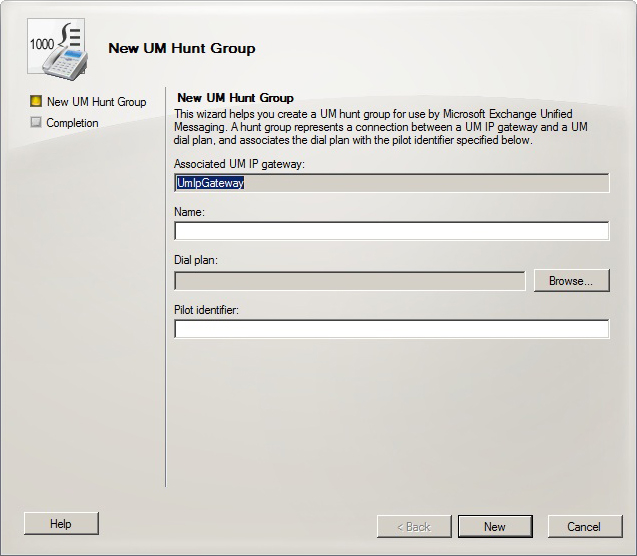 1000
New UM Hunt Group
New UM Hunt Group
Completion
New UM Hunt Group
This wizard helps you create a UM hunt group for use by Microsoft Exchange Unified
Messaging. A hunt group represents a connection between a UM IP gateway and a UM
dial plan, and associates the dial plan with the pilot identifier specified below.
Associated UM IP gateway:
UmIpGateway
Name:
Dial plan:
Browse...
Pilot identifier:
Help
< Back
New
Cancel